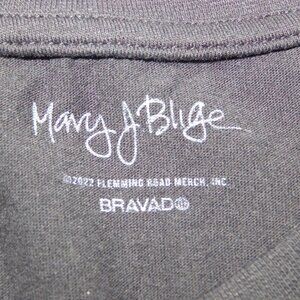 Mary J Blige
©2022 FLEMMING ROAD MERCH, INC.
BRAVADO